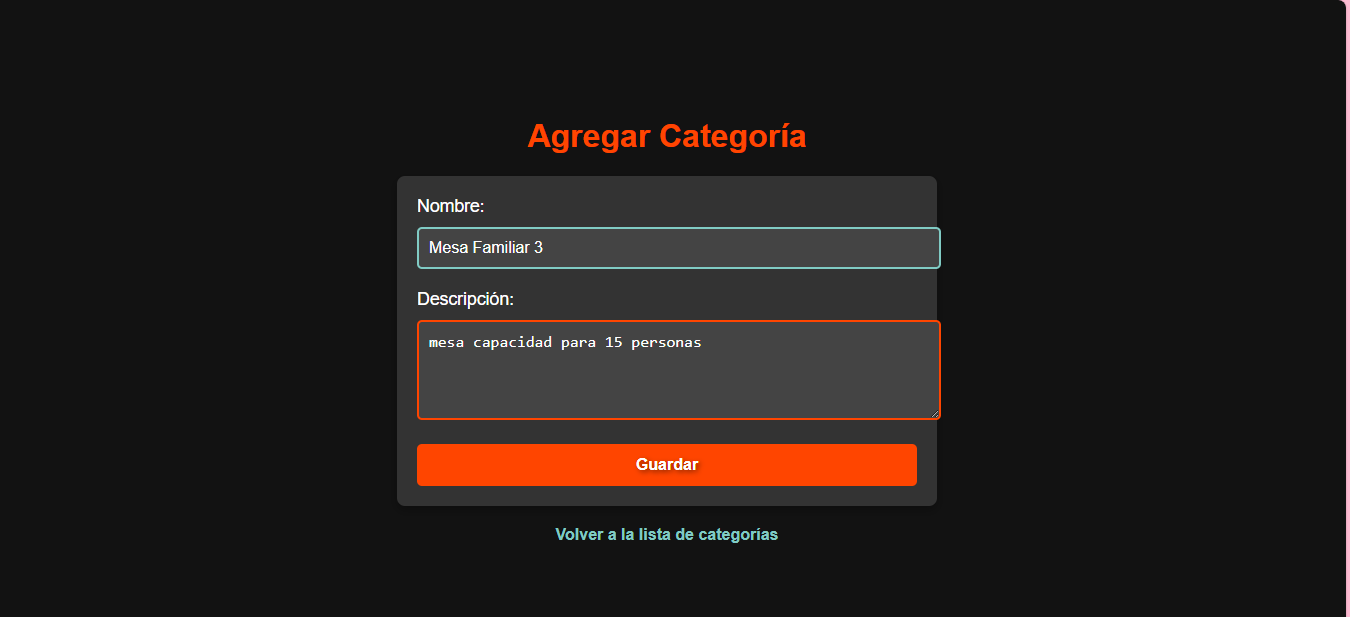 Agregar Categoría
Nombre:
Mesa Familiar 3
Descripción:
mesa capacidad para 15 personas
Guardar
Volver a la lista de categorías